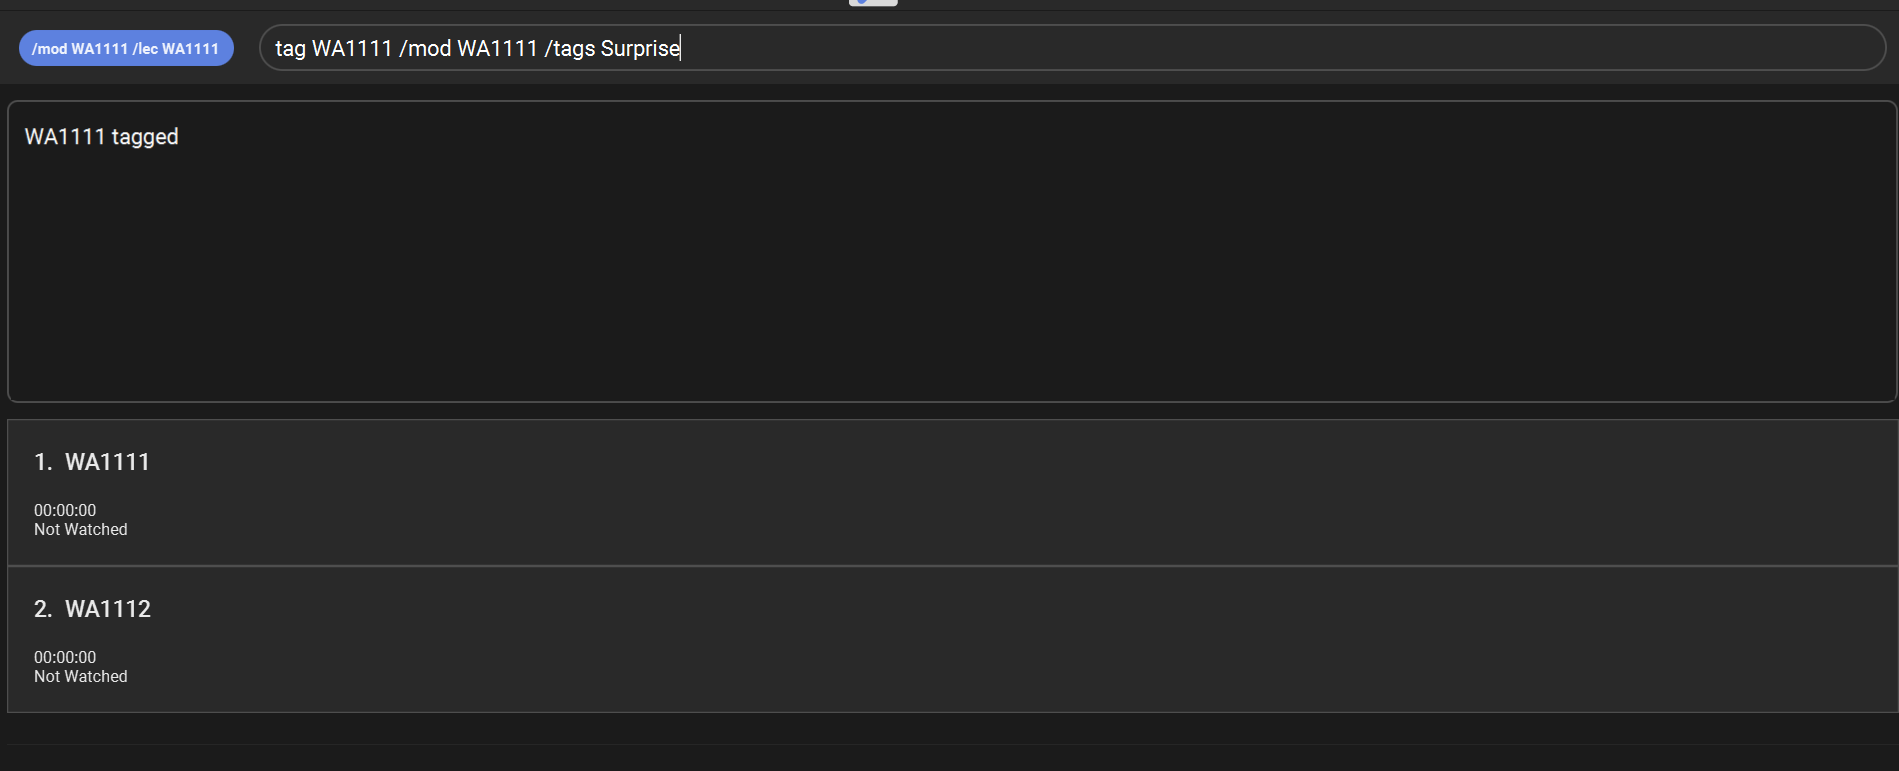 /mod WA1111 /lec WA1111
tag WA1111 /mod WA1111 /tags Surprise
WA1111 tagged
1. WA1111
00:00:00
Not Watched
2. WA1112
00:00:00
Not Watched